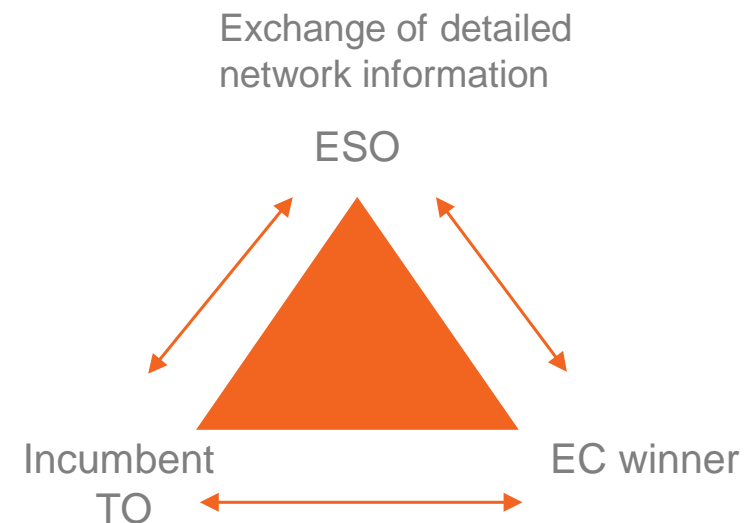 Exchange of detailed
network information
ESO
Incumbent
TO
EC winner